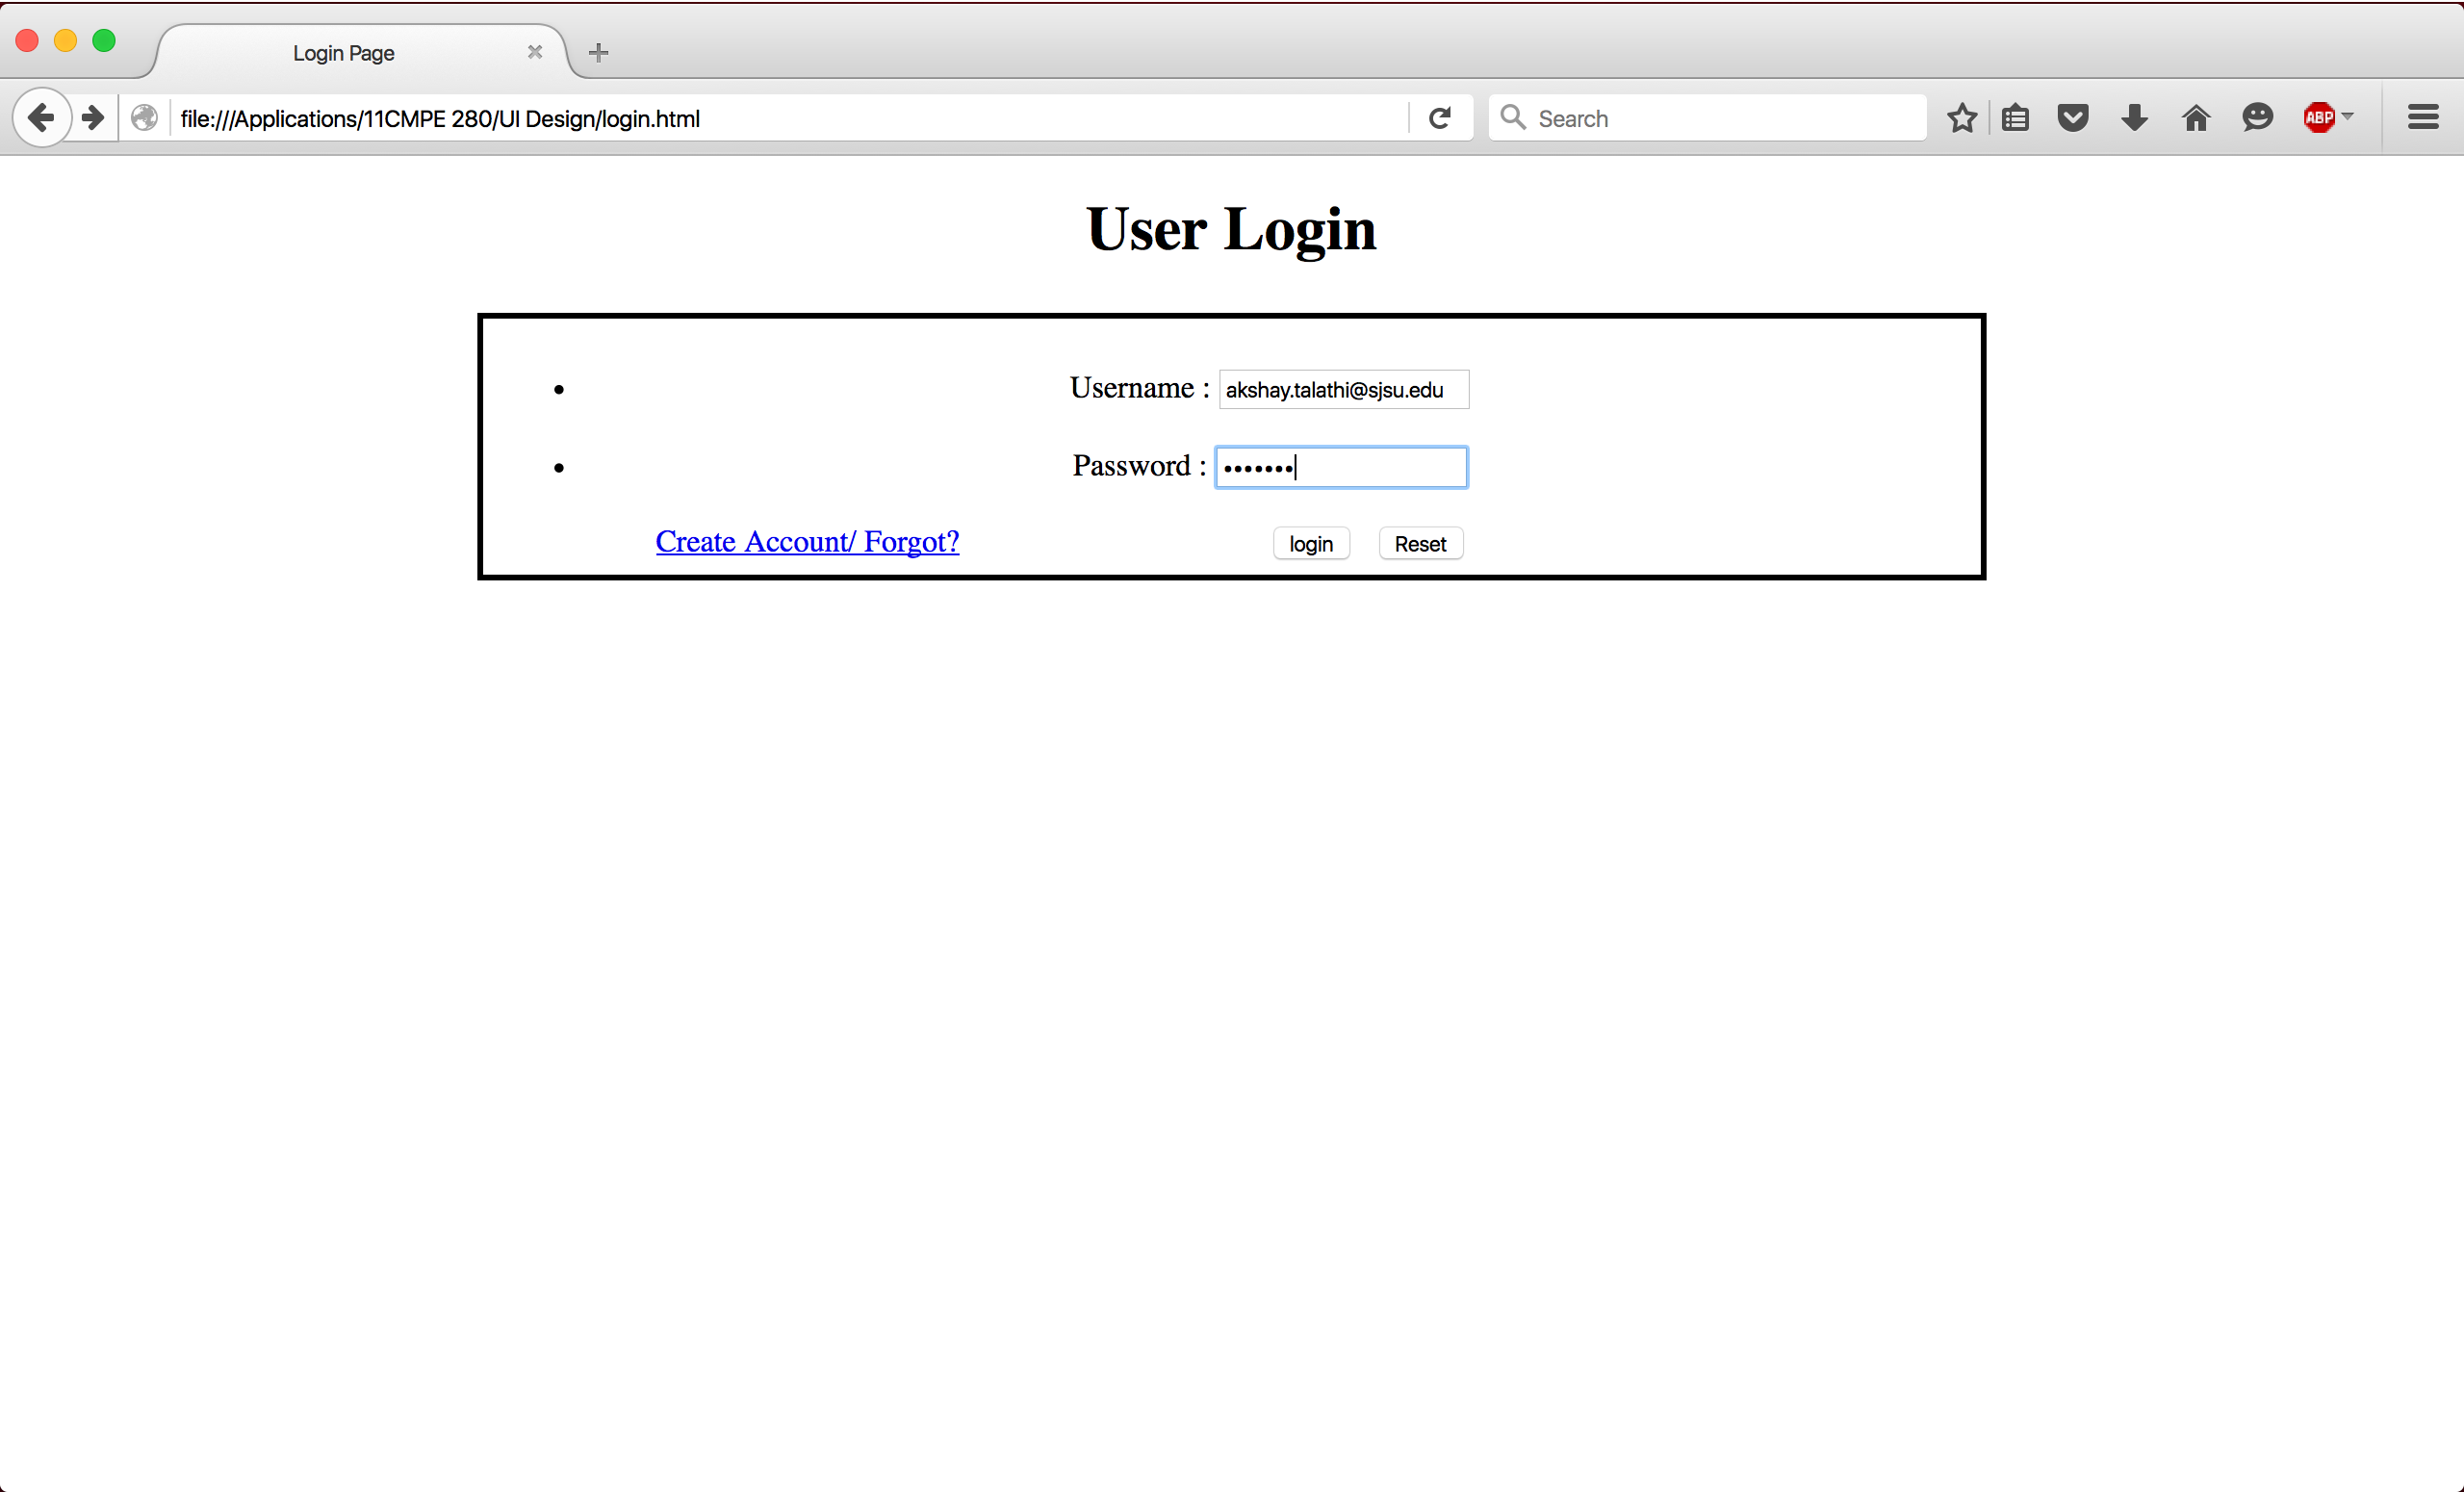 Login Page
file:///Applications/11CMPE 280/UI Design/login.html
Search
ABP
User Login
Username : akshay.talathi@sjsu.edu
Password : •••••••
Create Account/ Forgot? login Reset